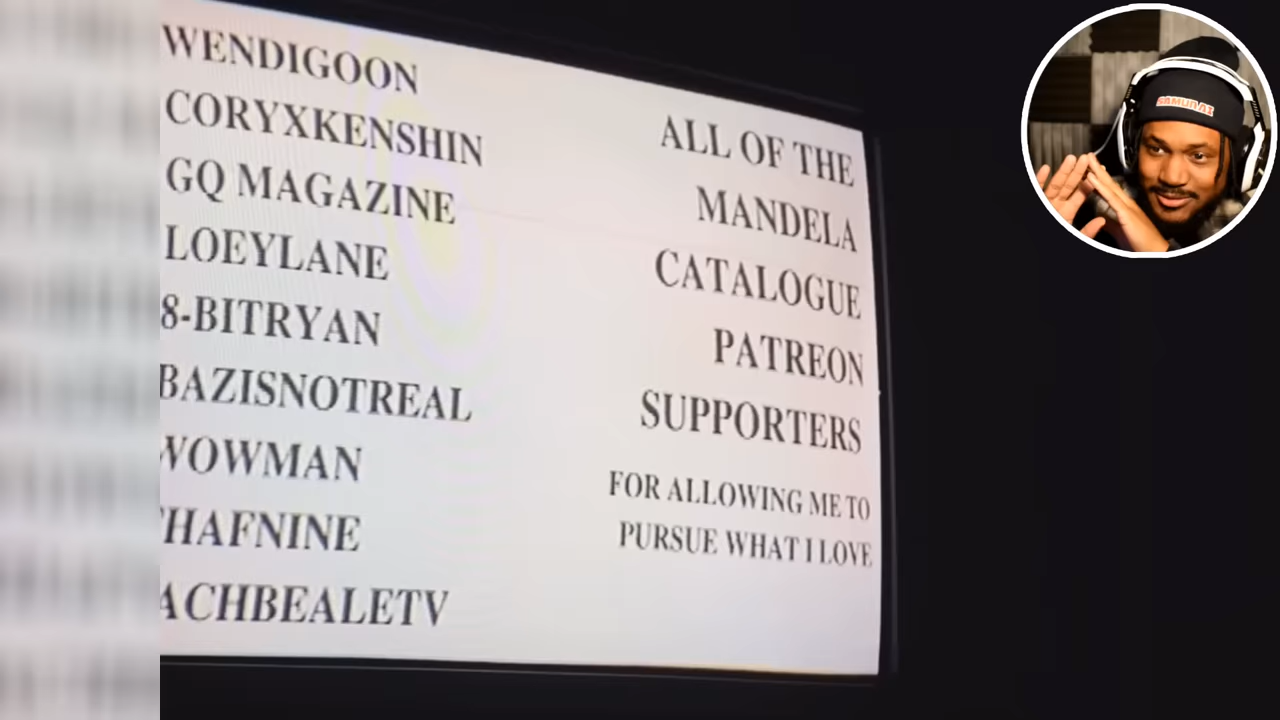 WENDIGOON
CORYXKENSHIN
GQ MAGAZINE
LOEYLANE
8-BITRYAN
BAZISNOTREAL
WOWMAN
HAFNINE
ACHBEALETV
ALL OF THE
MANDELA
CATALOGUE
PATREON
SUPPORTERS
FOR ALLOWING ME TO
PURSUE WHAT I LOVE
SAMURAI